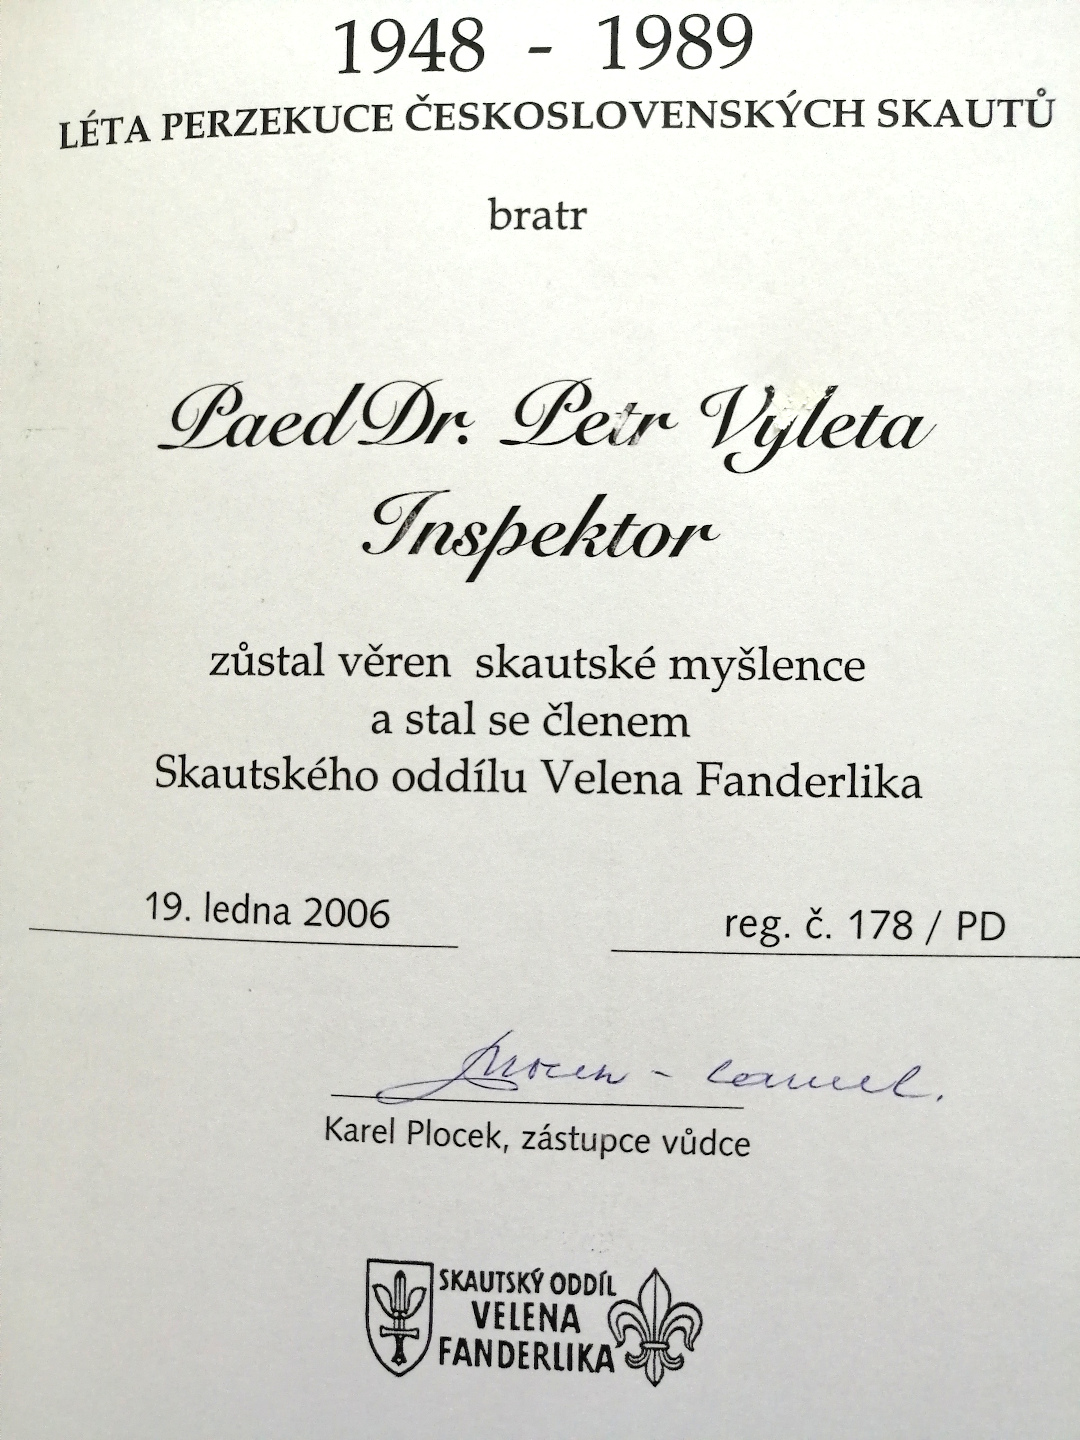 1948 - 1989
LÉTA PERZEKUCE ČESKOSLOVENSKÝCH SKAUTŮ
bratr
PaedDr. Petr Vyleta
Inspektor
zůstal věren skautské myšlence
a stal se členem
Skautského oddílu Velena Fanderlika
19. ledna 2006
reg. č. 178 / PD
Karel Plocek, zástupce vůdce
SKAUTSKÝ ODDÍL
VELENA
FANDERLIKA